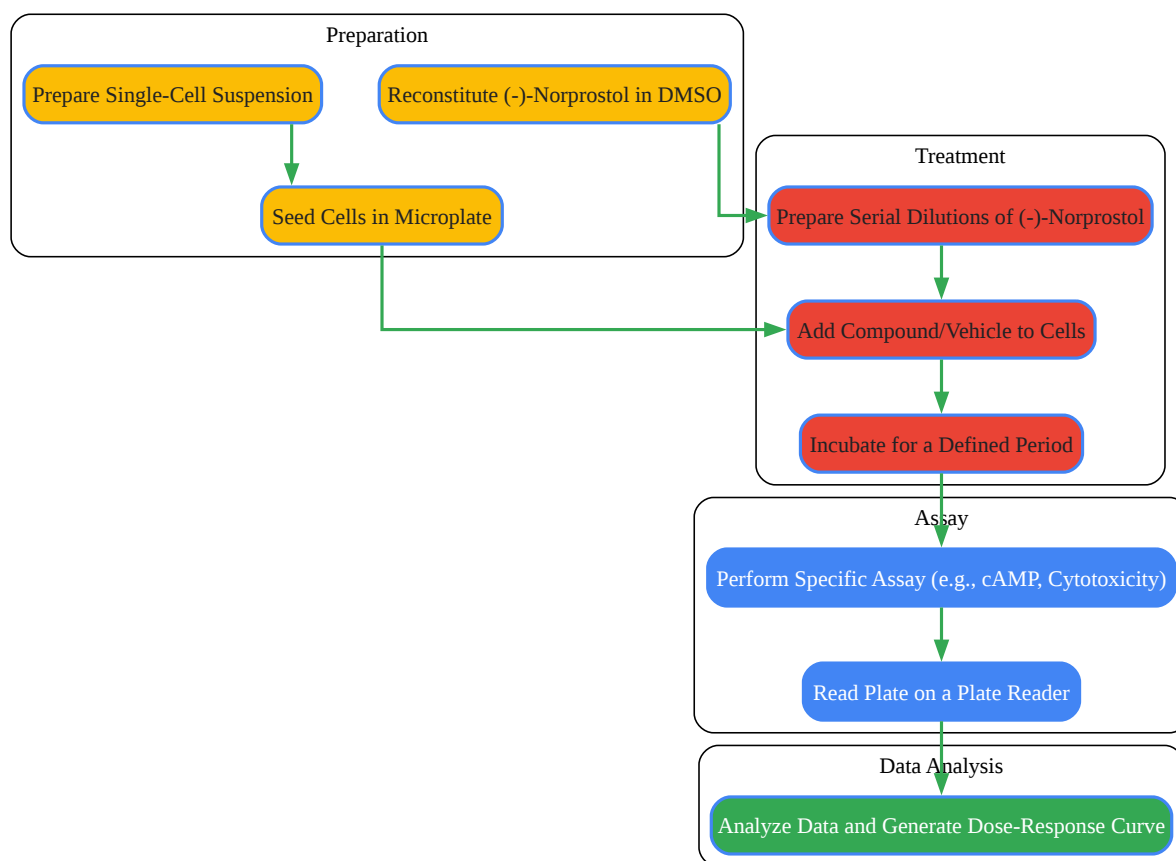 Preparation
Prepare Single-Cell Suspension
Reconstitute (-)-Norprostol in DMSO
Seed Cells in Microplate
Treatment
Prepare Serial Dilutions of (-)-Norprostol
Add Compound/Vehicle to Cells
Incubate for a Defined Period
Assay
Perform Specific Assay (e.g., cAMP, Cytotoxicity)
Read Plate on a Plate Reader
Data Analysis
Analyze Data and Generate Dose-Response Curve